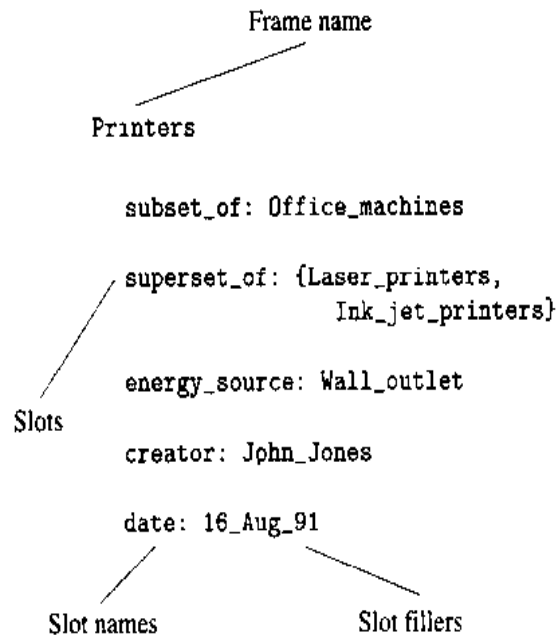 Frame name
Printers
subset_of: Office_machines
superset_of: {Laser_printers,
Ink_jet_printers}
energy_source: Wall_outlet
Slots
creator: John_Jones
date: 16_Aug_91
Slot names Slot fillers